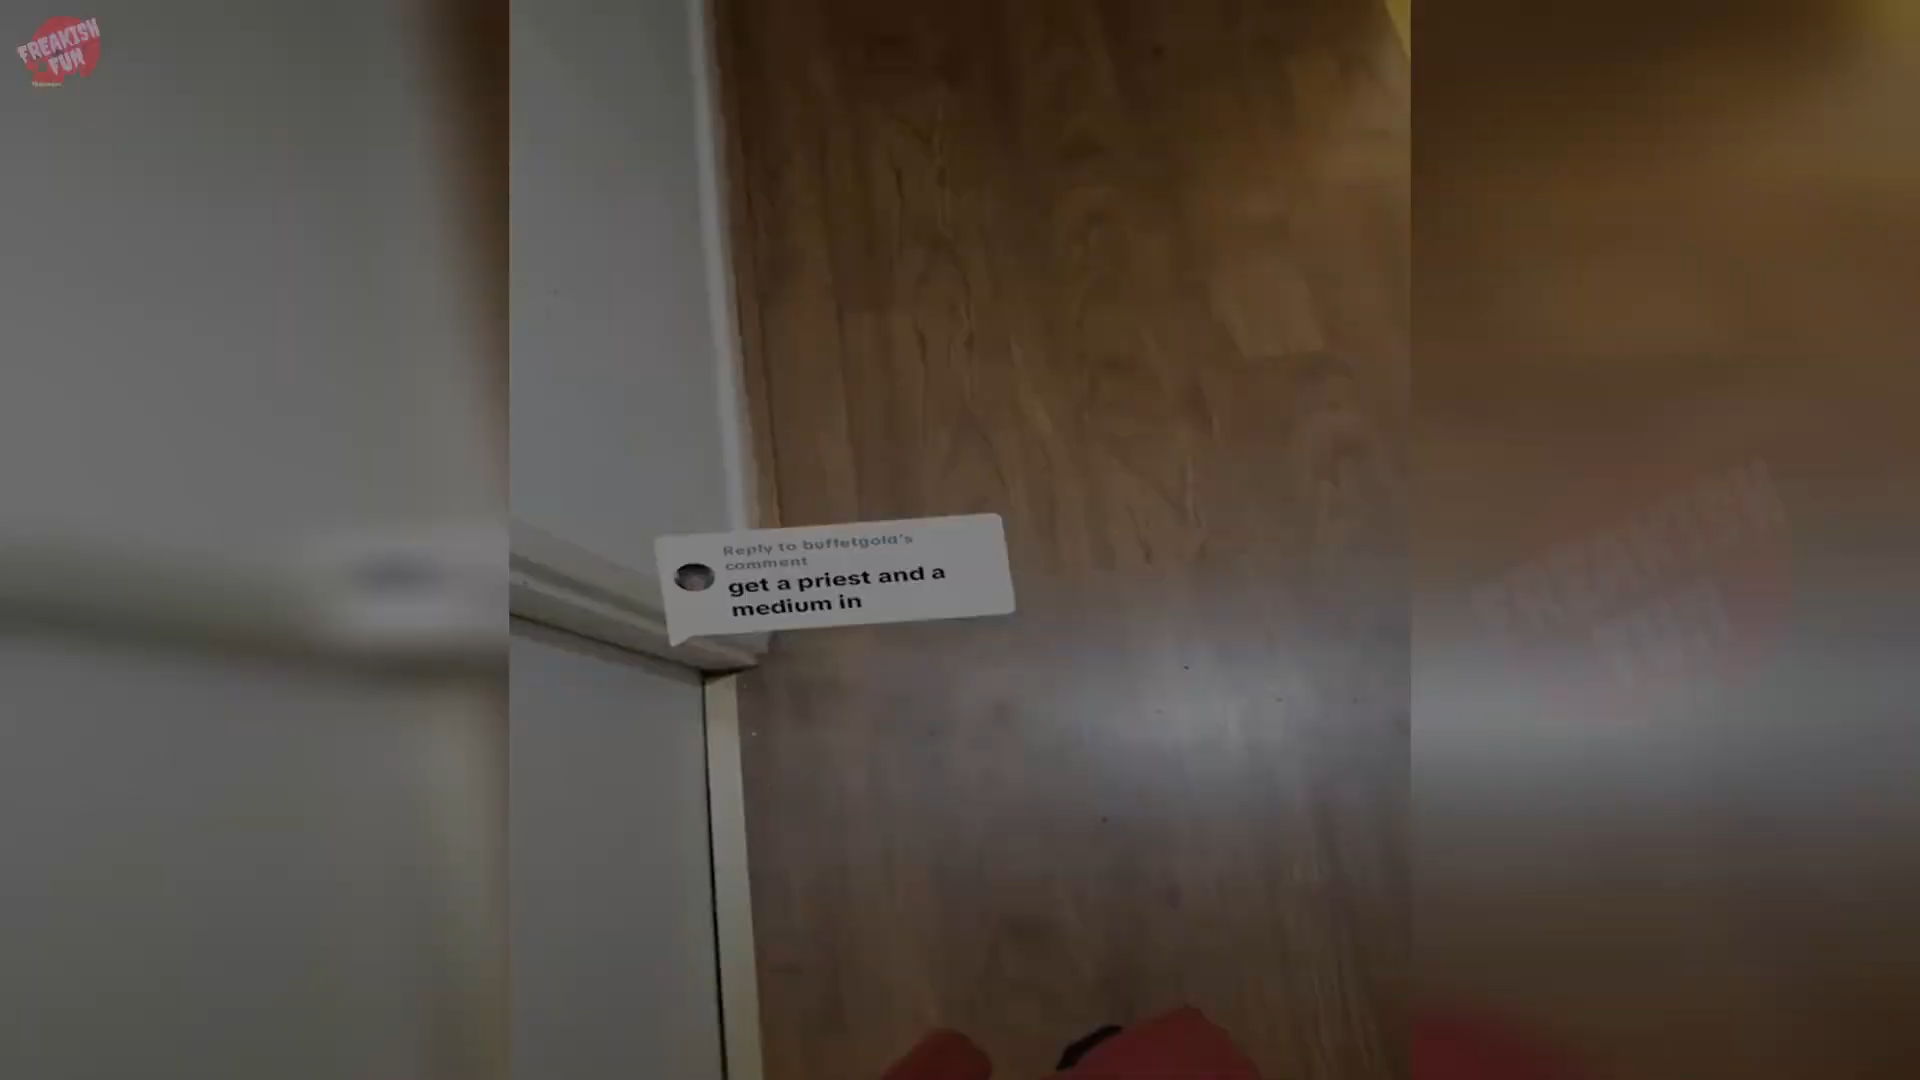 FREAKISH
FUN
Reply to buffetgold's
comment
get a priest and a
medium in